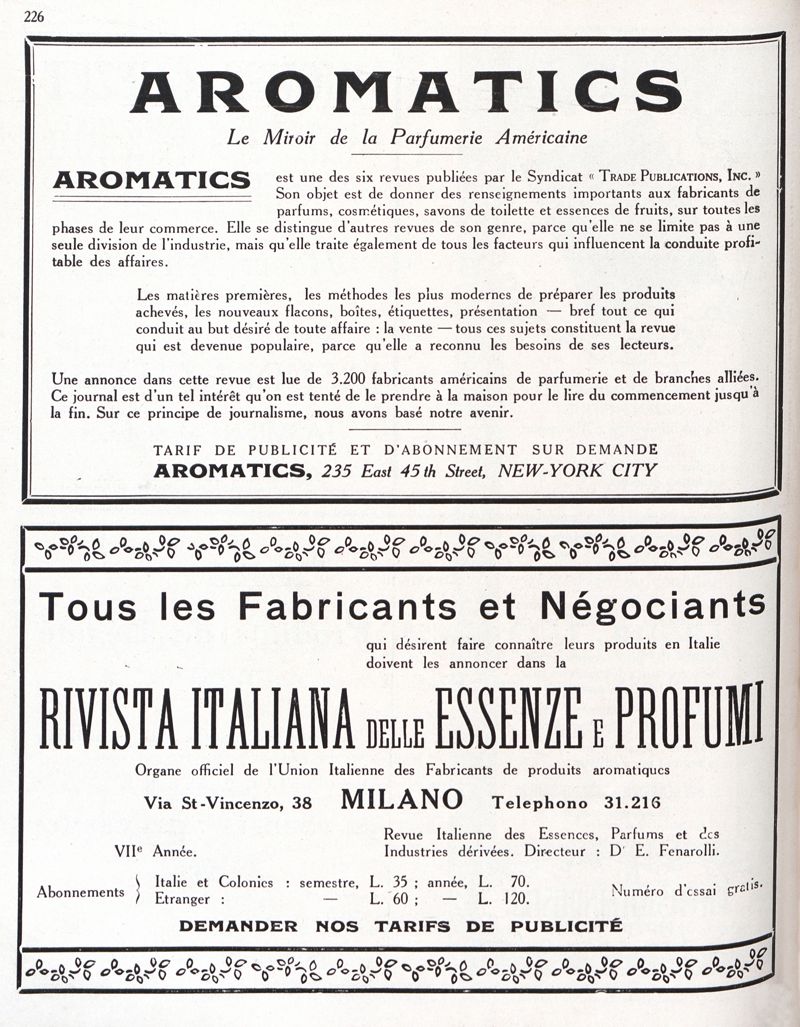 226
AROMATICS
Le Miroir de la Parfumerie Américaine
AROMATICS est une des six revues publiées par le Syndicat « TRADE PUBLICATIONS, INC. »
Son objet est de donner des renseignements importants aux fabricants de
parfums, cosmétiques, savons de toilette et essences de fruits, sur toutes les
phases de leur commerce. Elle se distingue d'autres revues de son genre, parce qu'elle ne se limite pas à une
seule division de l'industrie, mais qu'elle traite également de tous les facteurs qui influencent la conduite profi-
table des affaires.
Les matières premières, les méthodes les plus modernes de préparer les produits
achevés, les nouveaux flacons, boîtes, étiquettes, présentation — bref tout ce qui
conduit au but désiré de toute affaire : la vente — tous ces sujets constituent la revue
qui est devenue populaire, parce qu'elle a reconnu les besoins de ses lecteurs.
Une annonce dans cette revue est lue de 3.200 fabricants américains de parfumerie et de branches alliées.
Ce journal est d'un tel intérêt qu'on est tenté de le prendre à la maison pour le lire du commencement jusqu'à
la fin. Sur ce principe de journalisme, nous avons basé notre avenir.
TARIF DE PUBLICITÉ ET D'ABONNEMENT SUR DEMANDE
AROMATICS, 235 East 45 th Street, NEW-YORK CITY
Tous les Fabricants et Négociants
qui désirent faire connaître leurs produits en Italie
doivent les annoncer dans la
RIVISTA ITALIANA DELLE ESSENZE E PROFUMI
Organe officiel de l'Union Italienne des Fabricants de produits aromatiques
Via St-Vincenzo, 38 MILANO Telephono 31.216
VIIe Année.
Revue Italienne des Essences, Parfums et des
Industries dérivées. Directeur : Dr E. Fenarolli.
Abonnements
Italie et Colonies : semestre, L. 35 ; année, L. 70.
Etranger : — L. 60 ; — L. 120.
Numéro d'essai gratis.
DEMANDER NOS TARIFS DE PUBLICITÉ